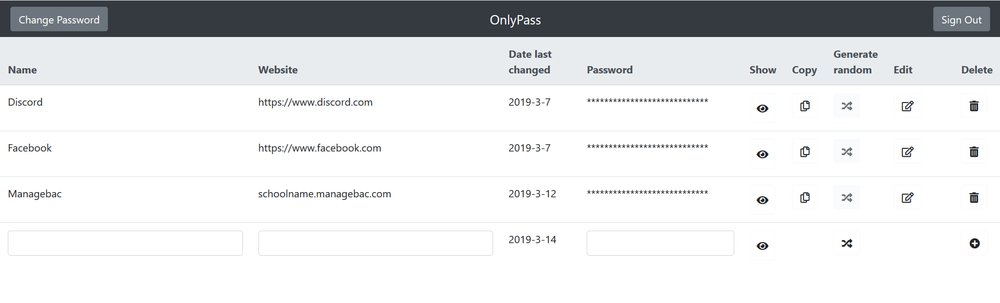 Change Password
OnlyPass
Sign Out
Name
Website
Date last
changed
Password
Show
Copy
Generate
random
Edit
Delete
Discord
https://www.discord.com
2019-3-7
****************************
Facebook
https://www.facebook.com
2019-3-7
****************************
Managebac
schoolname.managebac.com
2019-3-12
****************************
2019-3-14